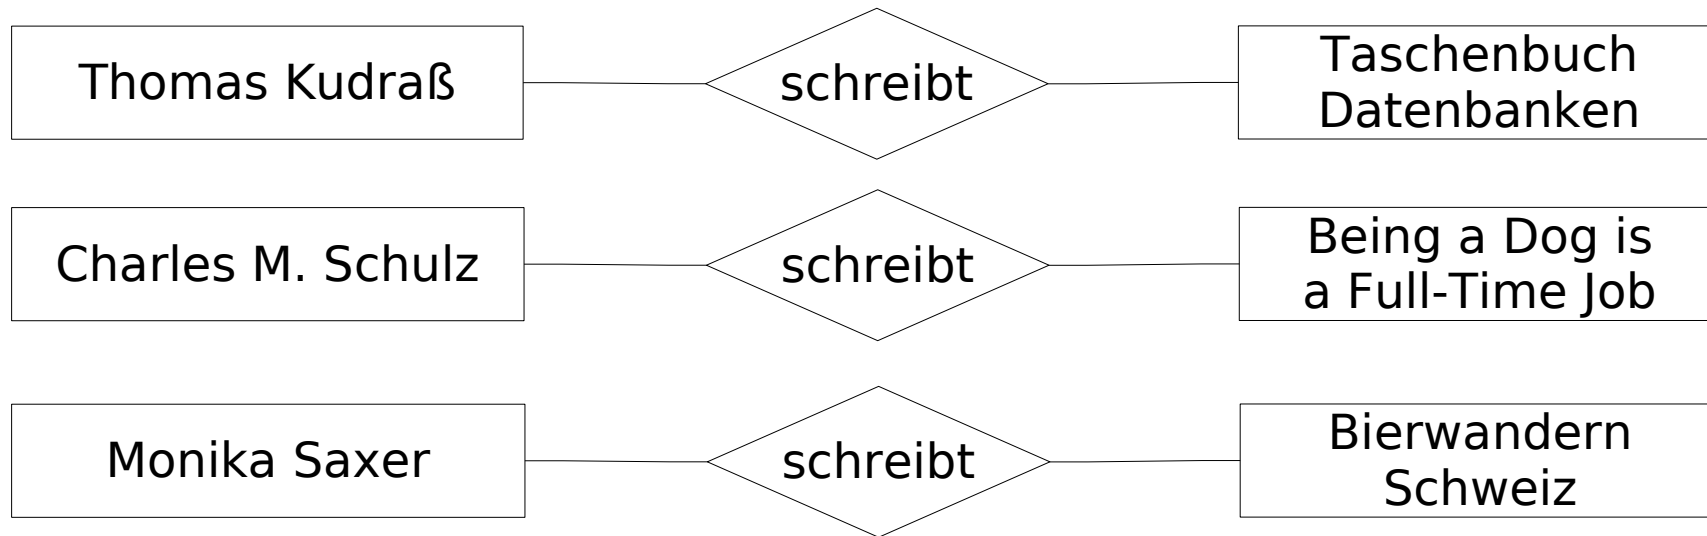 Thomas Kudraß schreibt Taschenbuch
Datenbanken
Charles M. Schulz schreibt Being a Dog is
a Full-Time Job
Monika Saxer schreibt Bierwandern
Schweiz